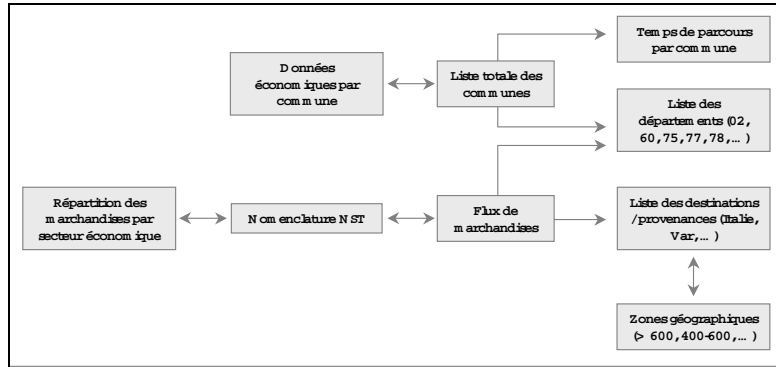 Temps de parcours
par commune
Données
économiques par
commune
Liste totale des
communes
Liste des
départements (02,
60,75,77,78,…)
Répartition des
marchandises par
secteur économique
Nomenclature NST
Flux de
marchandises
Liste des destinations
/provenances (Italie,
Var,…)
Zones géographiques
(> 600,400-600,…)